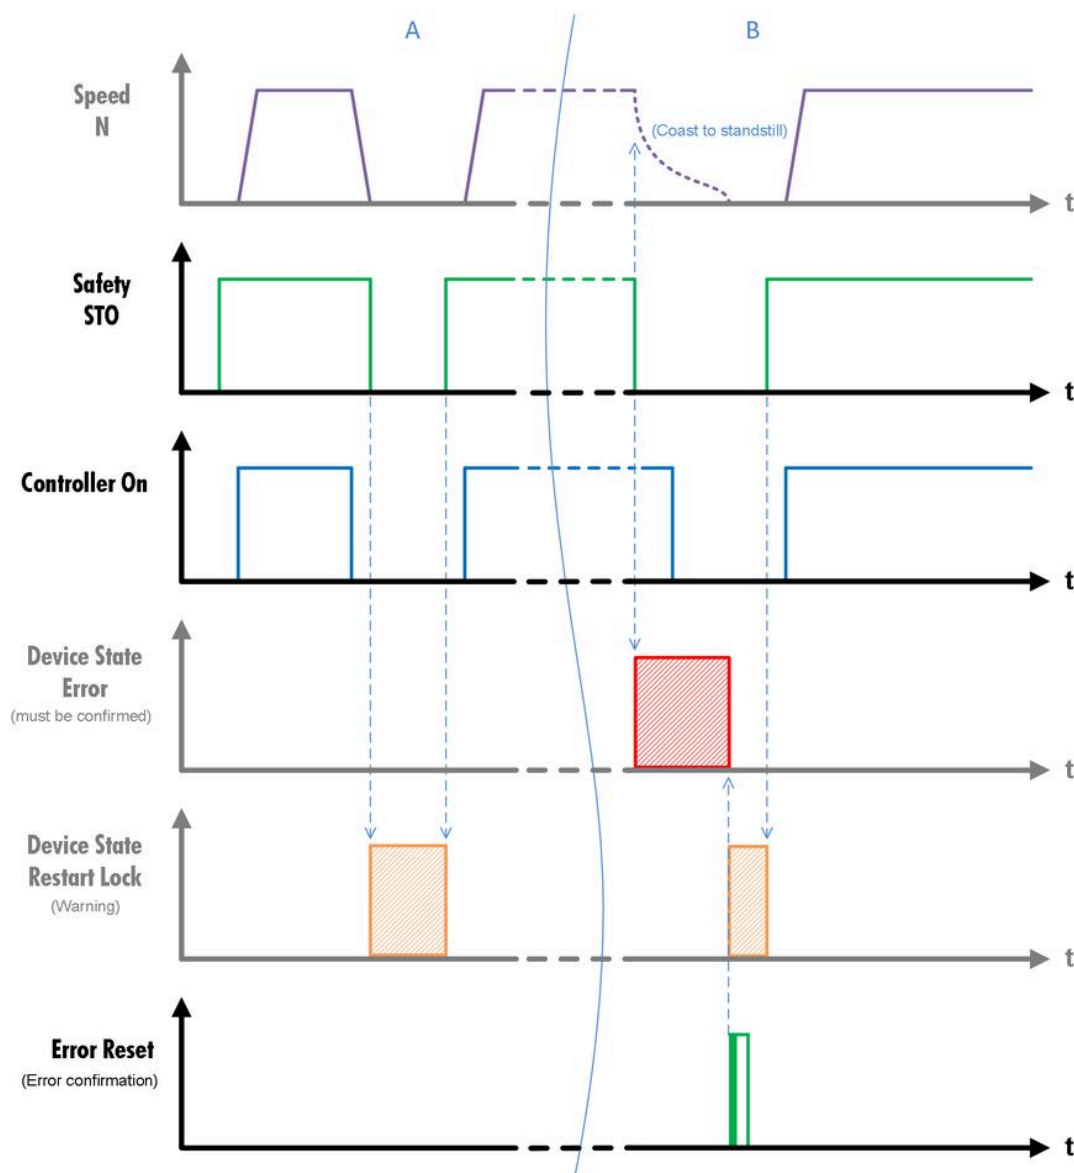 A
B
Speed
N
(Coast to standstill)
t
Safety
STO
t
Controller On
t
Device State
Error
(must be confirmed)
t
Device State
Restart Lock
(Warning)
t
Error Reset
(Error confirmation)
t